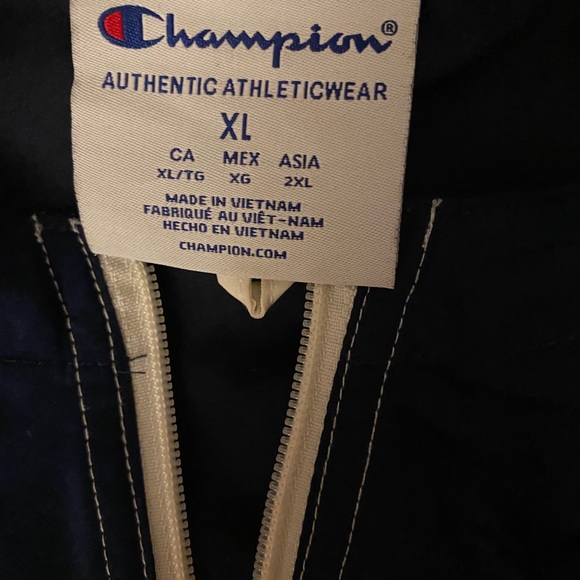 Champion®
AUTHENTIC ATHLETICWEAR
XL
CA MEX ASIA
XL/TG XG 2XL
MADE IN VIETNAM
FABRIQUÉ AU VIÊT-NAM
HECHO EN VIETNAM
CHAMPION.COM